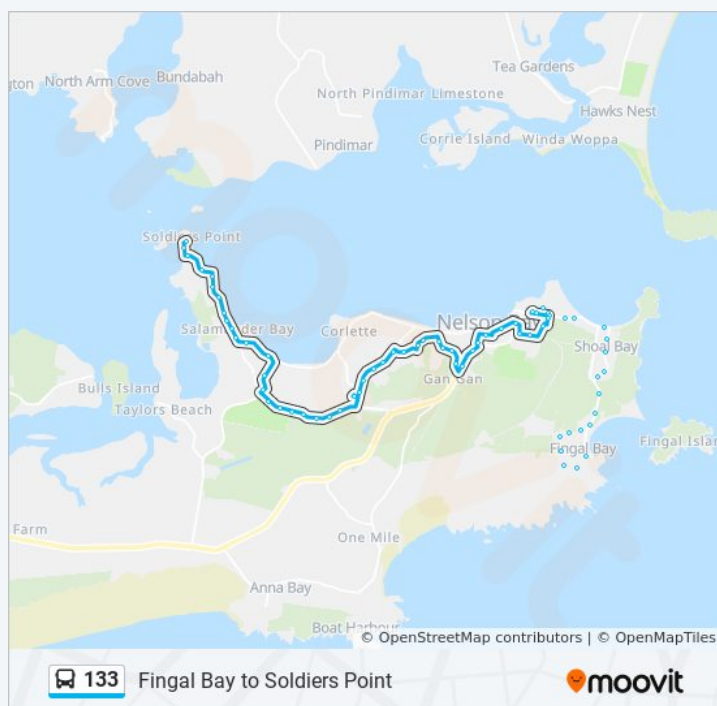 Tea Gardens
North Arm Cove
Bundabah
North Pindimar Limestone
Hawks Nest
Corrie Island
Winda Woppa
Pindimar
Soldiers Point
Salamander Bay
Corlette
Nelson
Shoal Bay
Gan Gan
Bulls Island
Taylors Beach
Fingal Bay
Fingal Islan
Farm
One Mile
Anna Bay
Boat Harbour
© OpenStreetMap contributors | © OpenMapTiles
133 Fingal Bay to Soldiers Point
moovit